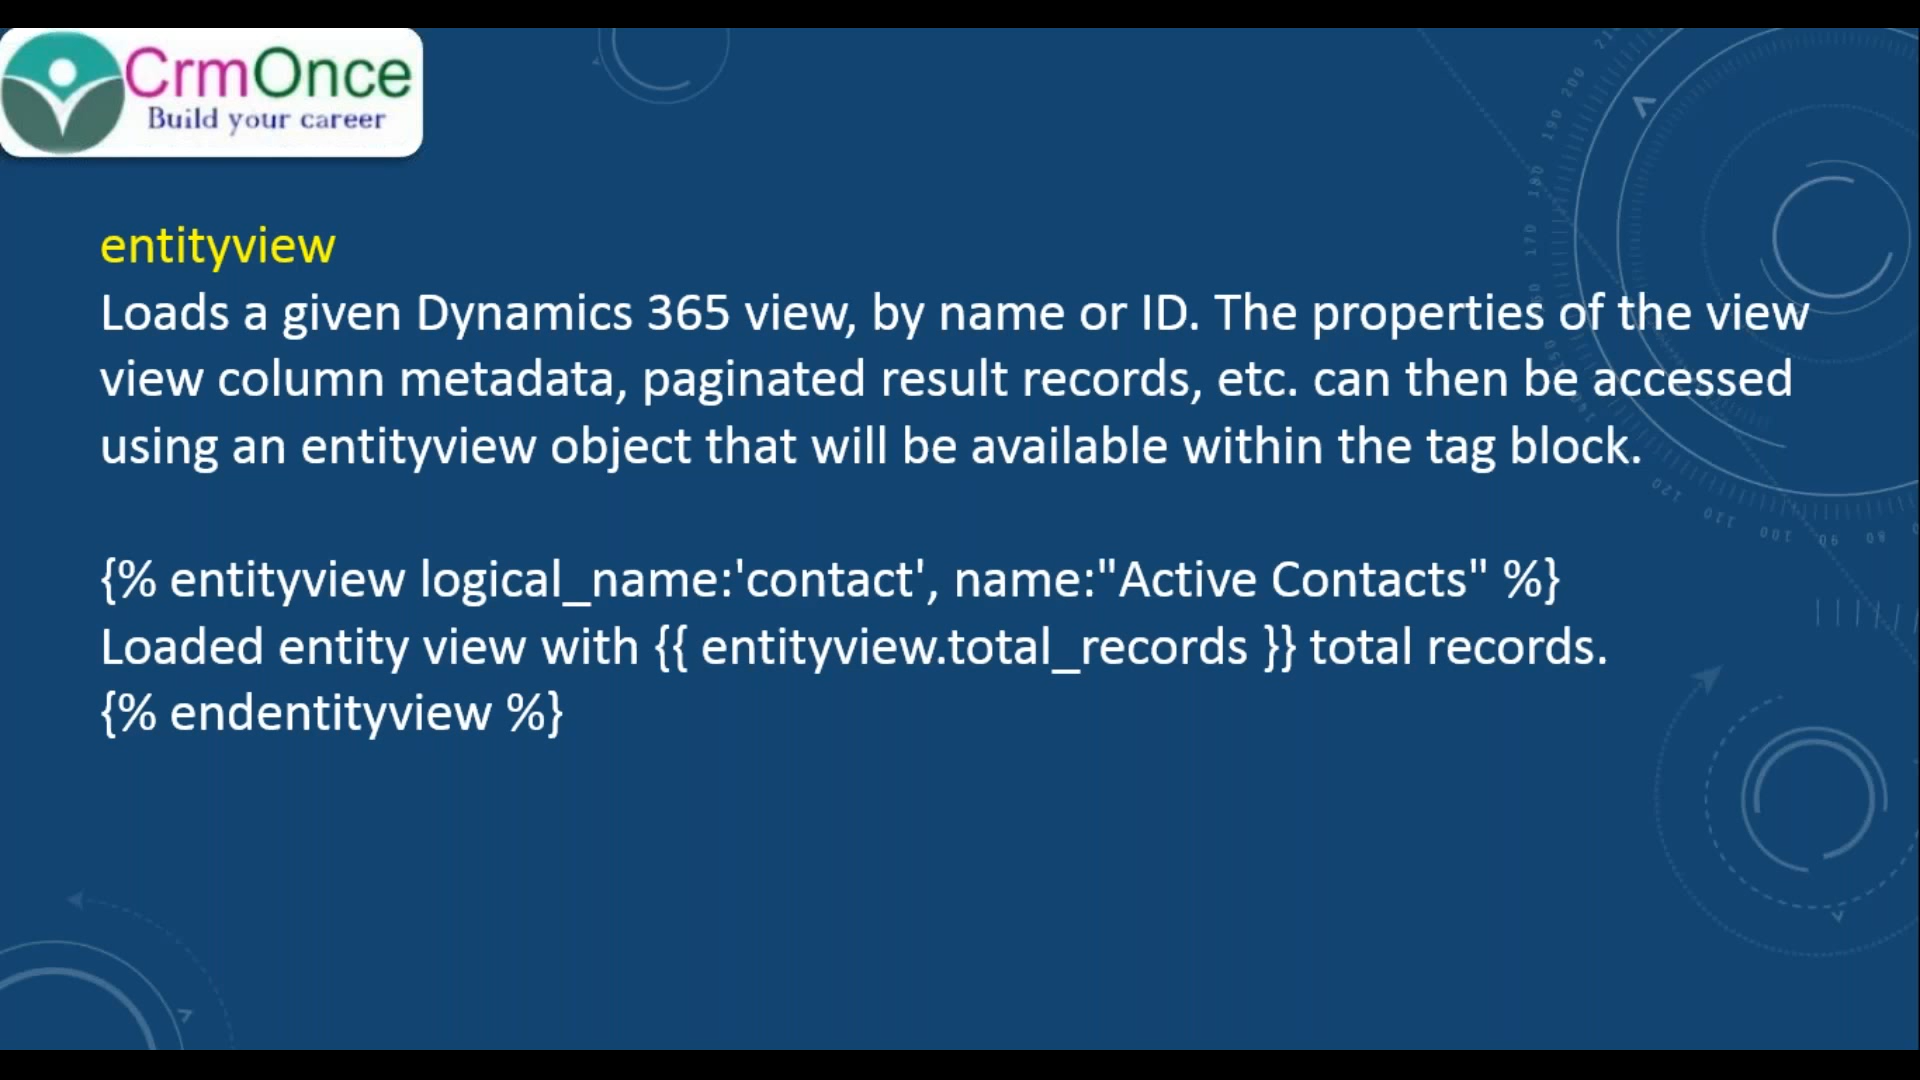 CrmOnce
Build your career
entityview
Loads a given Dynamics 365 view, by name or ID. The properties of the view
view column metadata, paginated result records, etc. can then be accessed
using an entityview object that will be available within the tag block.
{% entityview logical_name:'contact', name:"Active Contacts" %}
Loaded entity view with {{ entityview.total_records }} total records.
{% endentityview %}